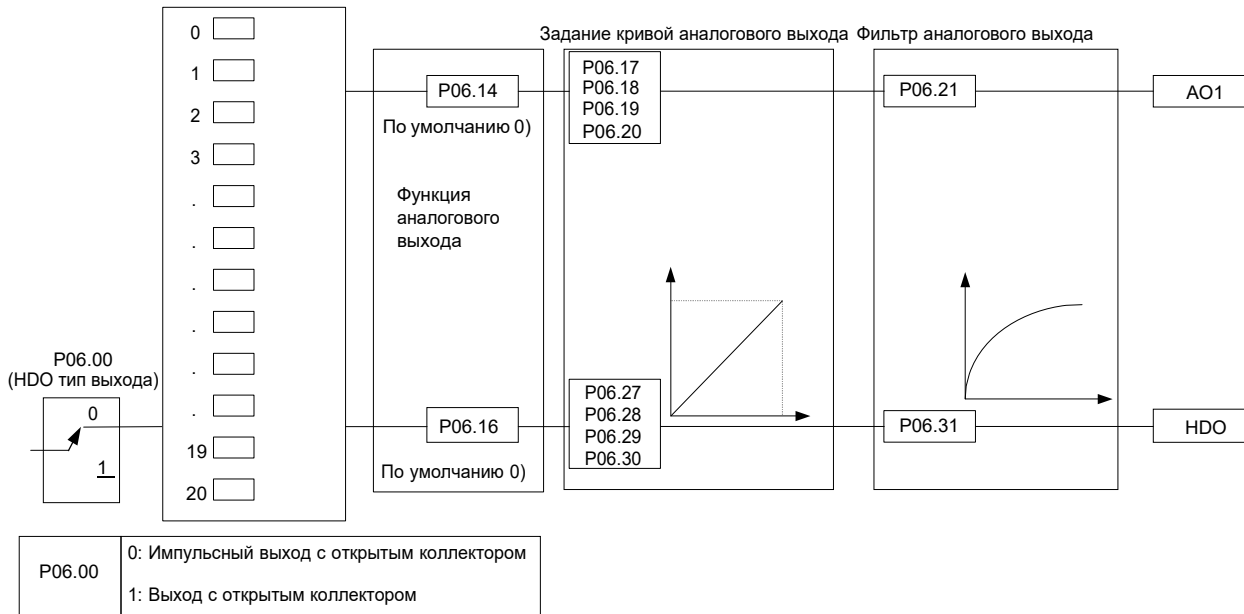 0
1
2
3
.
.
.
.
.
.
19
20
P06.00
(HDO тип выхода)
0
1
P06.14
По умолчанию 0)
Функция
аналогового
выхода
P06.16
По умолчанию 0)
Задание кривой аналогового выхода
P06.17
P06.18
P06.19
P06.20
P06.27
P06.28
P06.29
P06.30
Фильтр аналогового выхода
P06.21
P06.31
AO1
HDO
P06.00
0: Импульсный выход с открытым коллектором
1: Выход с открытым коллектором